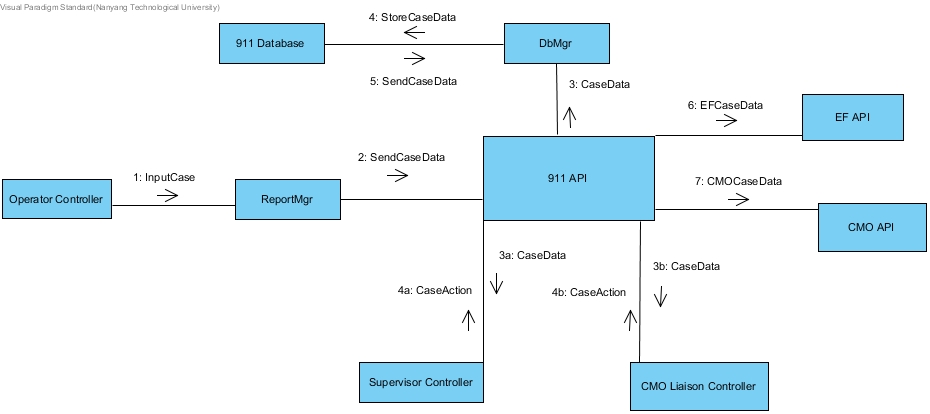 Visual Paradigm Standard(Nanyang Technological University)
4: StoreCaseData
911 Database
DbMgr
5: SendCaseData
3: CaseData
6: EFCaseData
EF API
2: SendCaseData
1: InputCase
911 API
7: CMOCaseData
Operator Controller
ReportMgr
CMO API
3a: CaseData
3b: CaseData
4a: CaseAction
4b: CaseAction
Supervisor Controller
CMO Liaison Controller